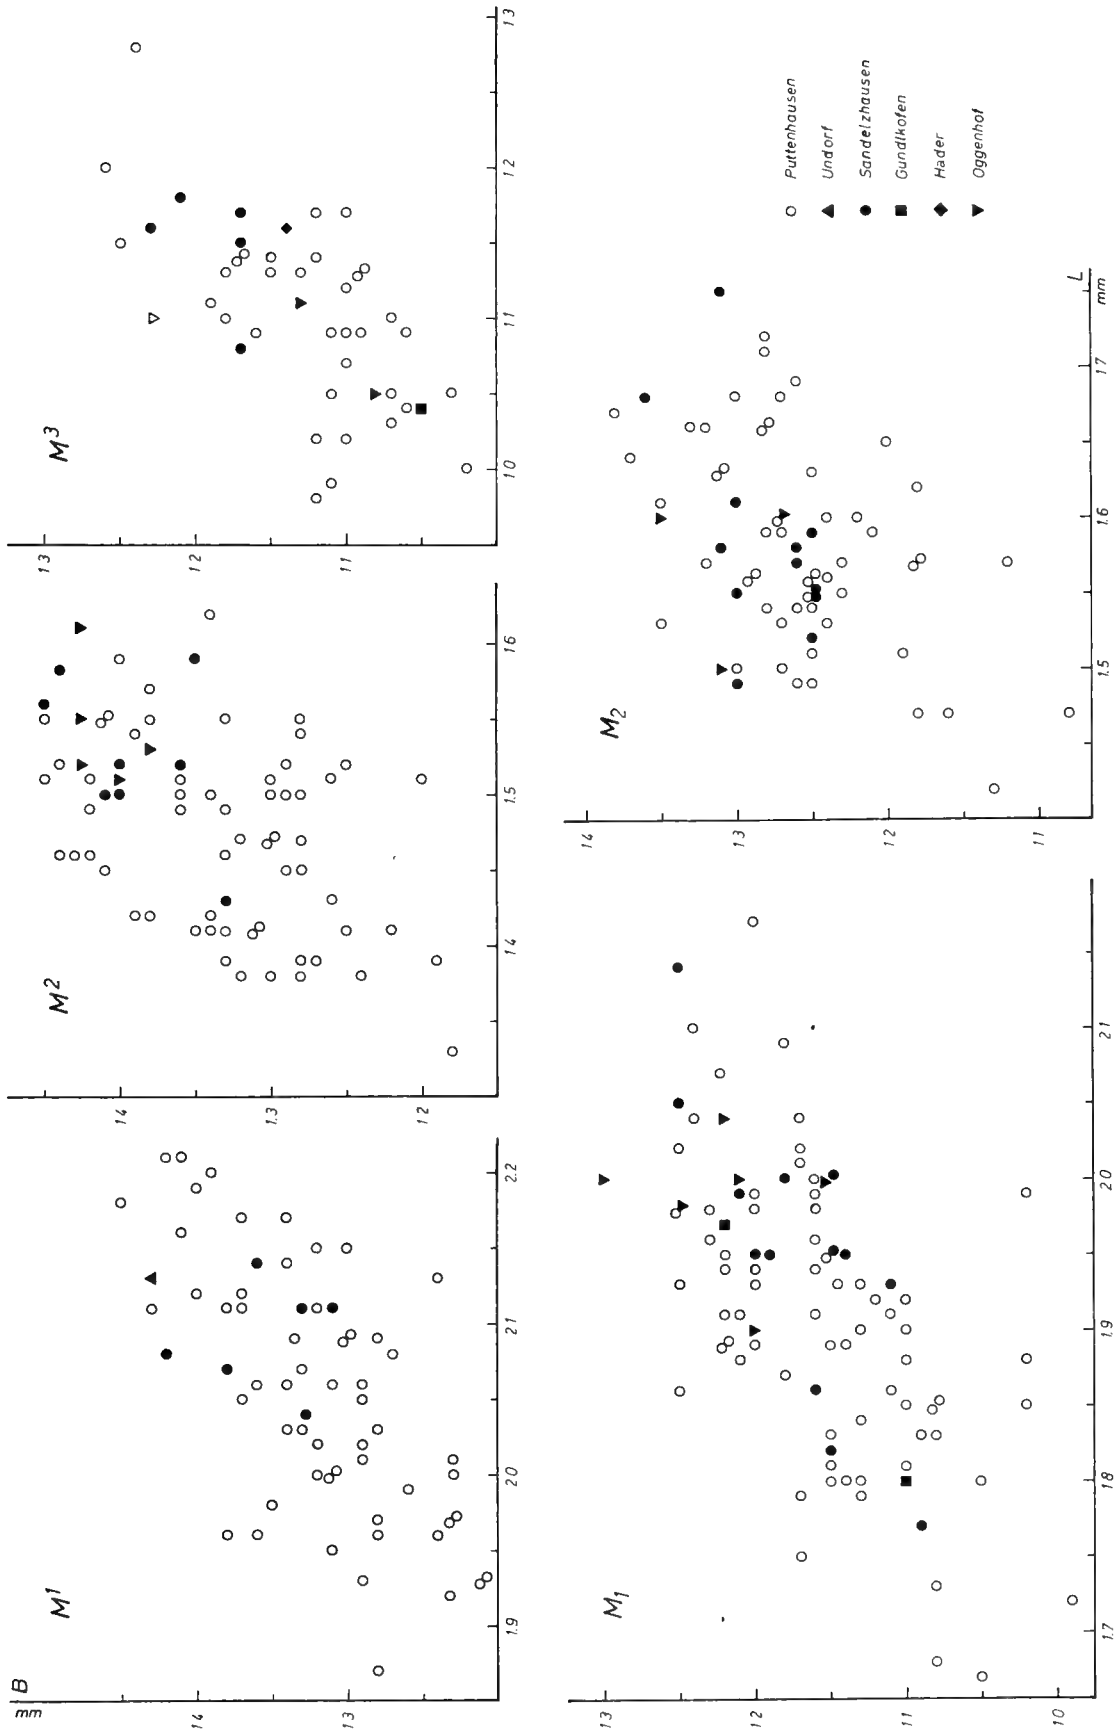 B
mm
M¹
1.4
1.3
1.9 2.0 2.1 2.2
M²
1.4
1.3
1.2
1.4 1.5 1.6
M³
1.3
1.2
1.1
1.0 1.1 1.2 1.3
M₁
1.3
1.2
1.1
1.0
1.7 1.8 1.9 2.0 2.1
M₂
1.4
1.3
1.2
1.1
1.5 1.6 1.7
L
mm
Puttenhausen
Undorf
Sandelzhausen
Gundlkofen
Hader
Oggenhof